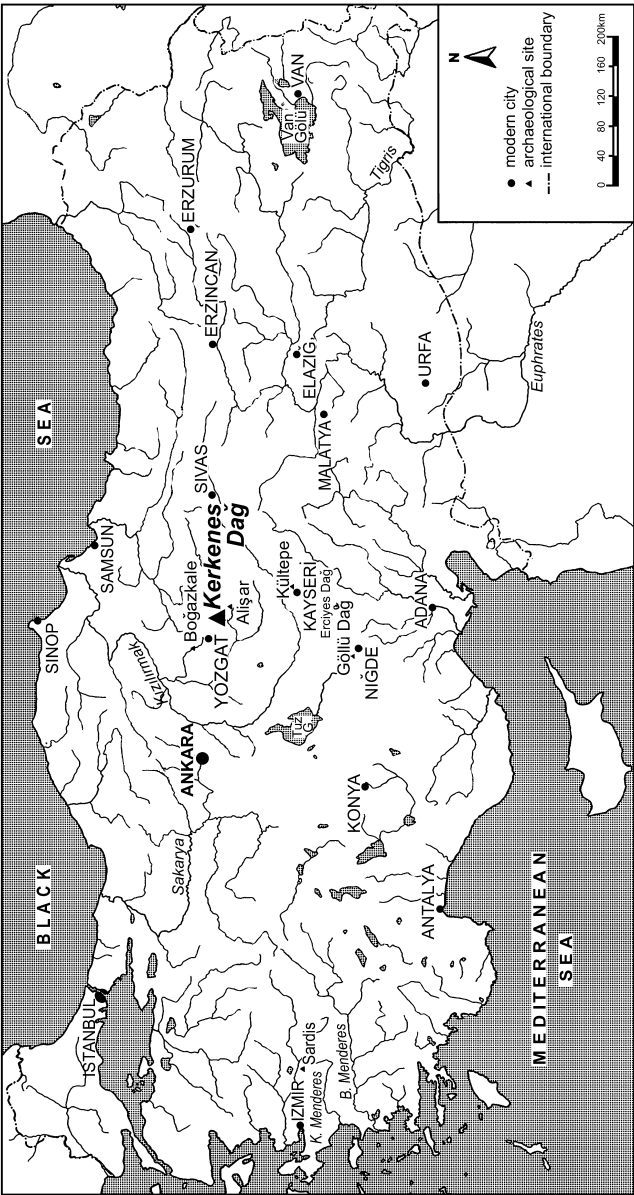 BLACK
SEA
ISTANBUL
SINOP
SAMSUN
Kızılırmak
Boğazkale
YOZGAT
Kerkenes
Dağ
Alişar
SIVAS
ERZINCAN
ERZURUM
ANKARA
Sakarya
Tuz
G.
Kültepe
KAYSERİ
Erciyes Dağ
Göllü Dağ
NIĞDE
ELAZIĞ
MALATYA
Van
Gölü
VAN
Tigris
IZMIR
Sardis
K. Menderes
B. Menderes
KONYA
ANTALYA
ADANA
URFA
Euphrates
MEDITERRANEAN
SEA
N
modern city
archaeological site
international boundary
0 40 80 120 160 200km